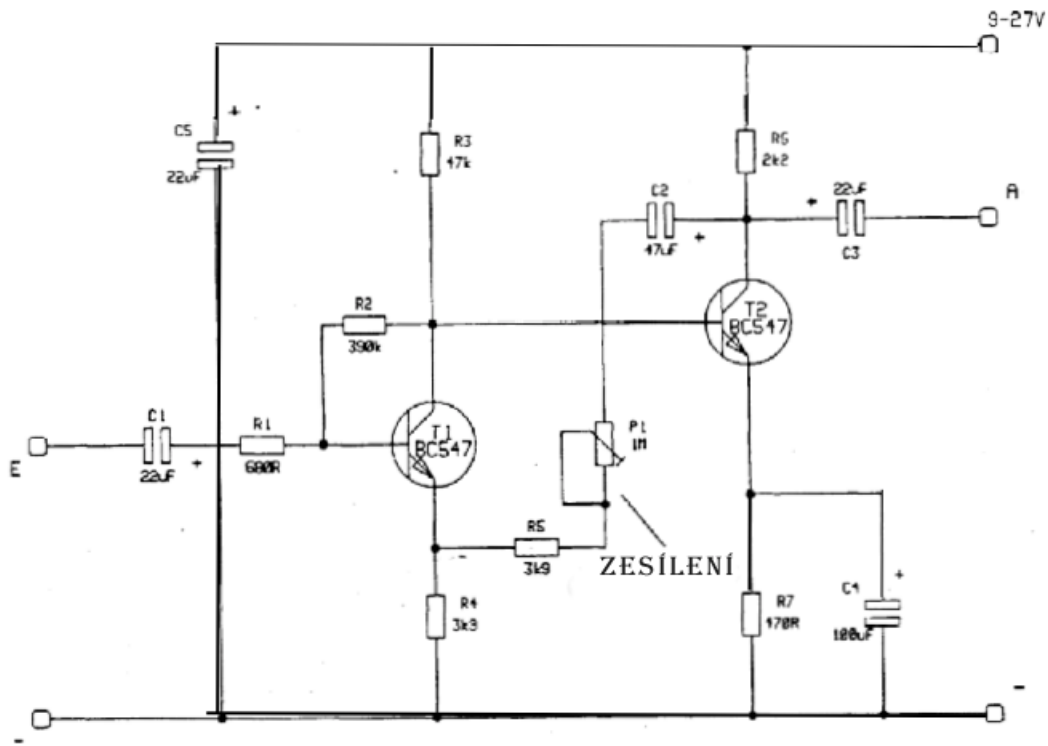 9-27V
C5
+
22uF
R3
47k
R6
2k2
C2
+
47uF
22uF
+
C3
A
R2
390k
T2
BC547
C1
+
22uF
R1
680R
T1
BC547
P1
1M
E
R5
3k9
ZESÍLENÍ
R4
3k9
R7
470R
C4
+
100uF
-
-